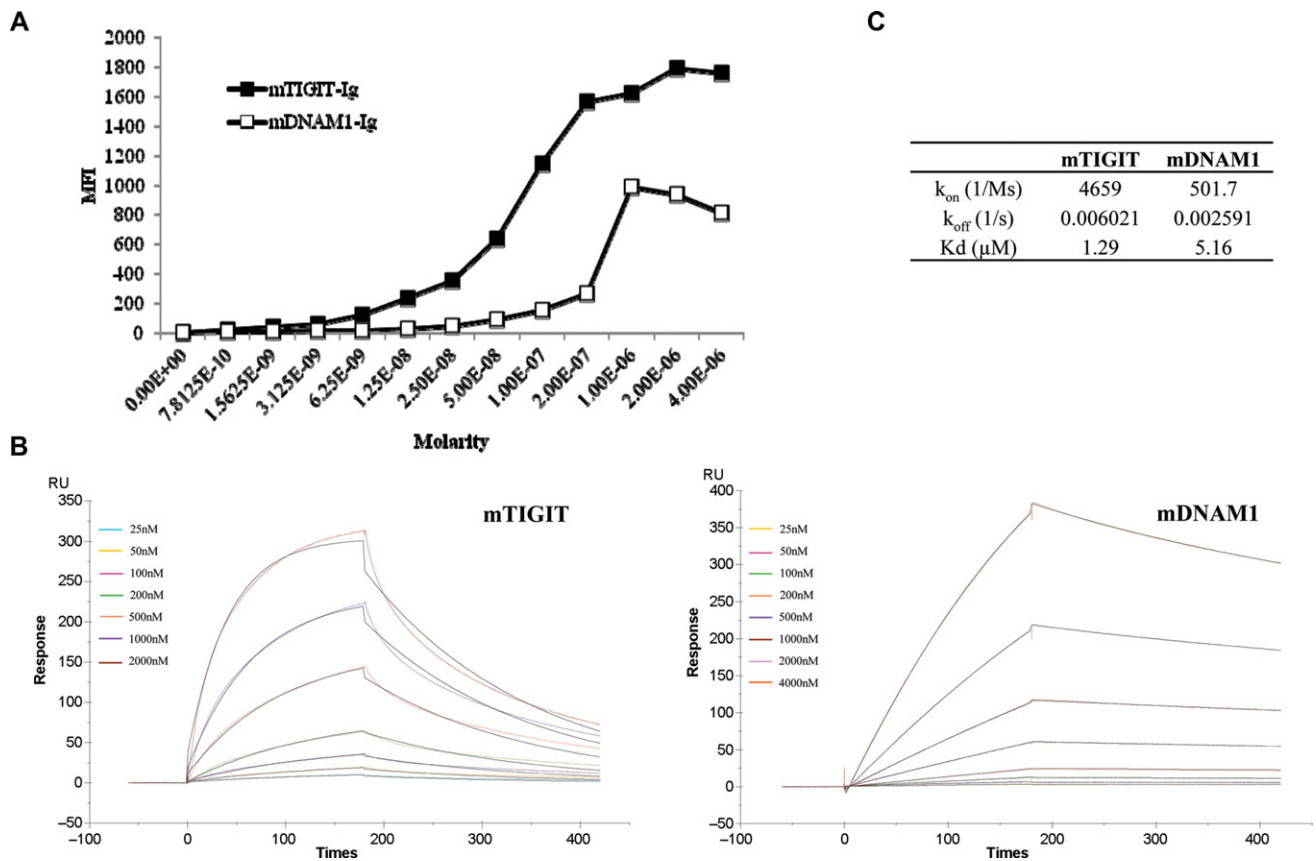 A
2000
1800
1600
1400
1200
1000
800
600
400
200
0
MFI
mTIGIT-Ig
mDNAM1-Ig
0.00E+00
7.8125E-10
1.5625E-09
3.125E-09
6.25E-09
1.25E-08
2.50E-08
5.00E-08
1.00E-07
2.00E-07
1.00E-06
2.00E-06
4.00E-06
Molarity
C
mTIGIT mDNAM1
kon (1/Ms) 4659 501.7
koff (1/s) 0.006021 0.002591
Kd (µM) 1.29 5.16
B
RU
mTIGIT
350
300
250
200
150
100
50
0
−50
Response
25nM
50nM
100nM
200nM
500nM
1000nM
2000nM
−100 0 100 200 300 400
Times
RU
mDNAM1
400
350
300
250
200
150
100
50
0
−50
Response
25nM
50nM
100nM
200nM
500nM
1000nM
2000nM
4000nM
−100 0 100 200 300 400
Times